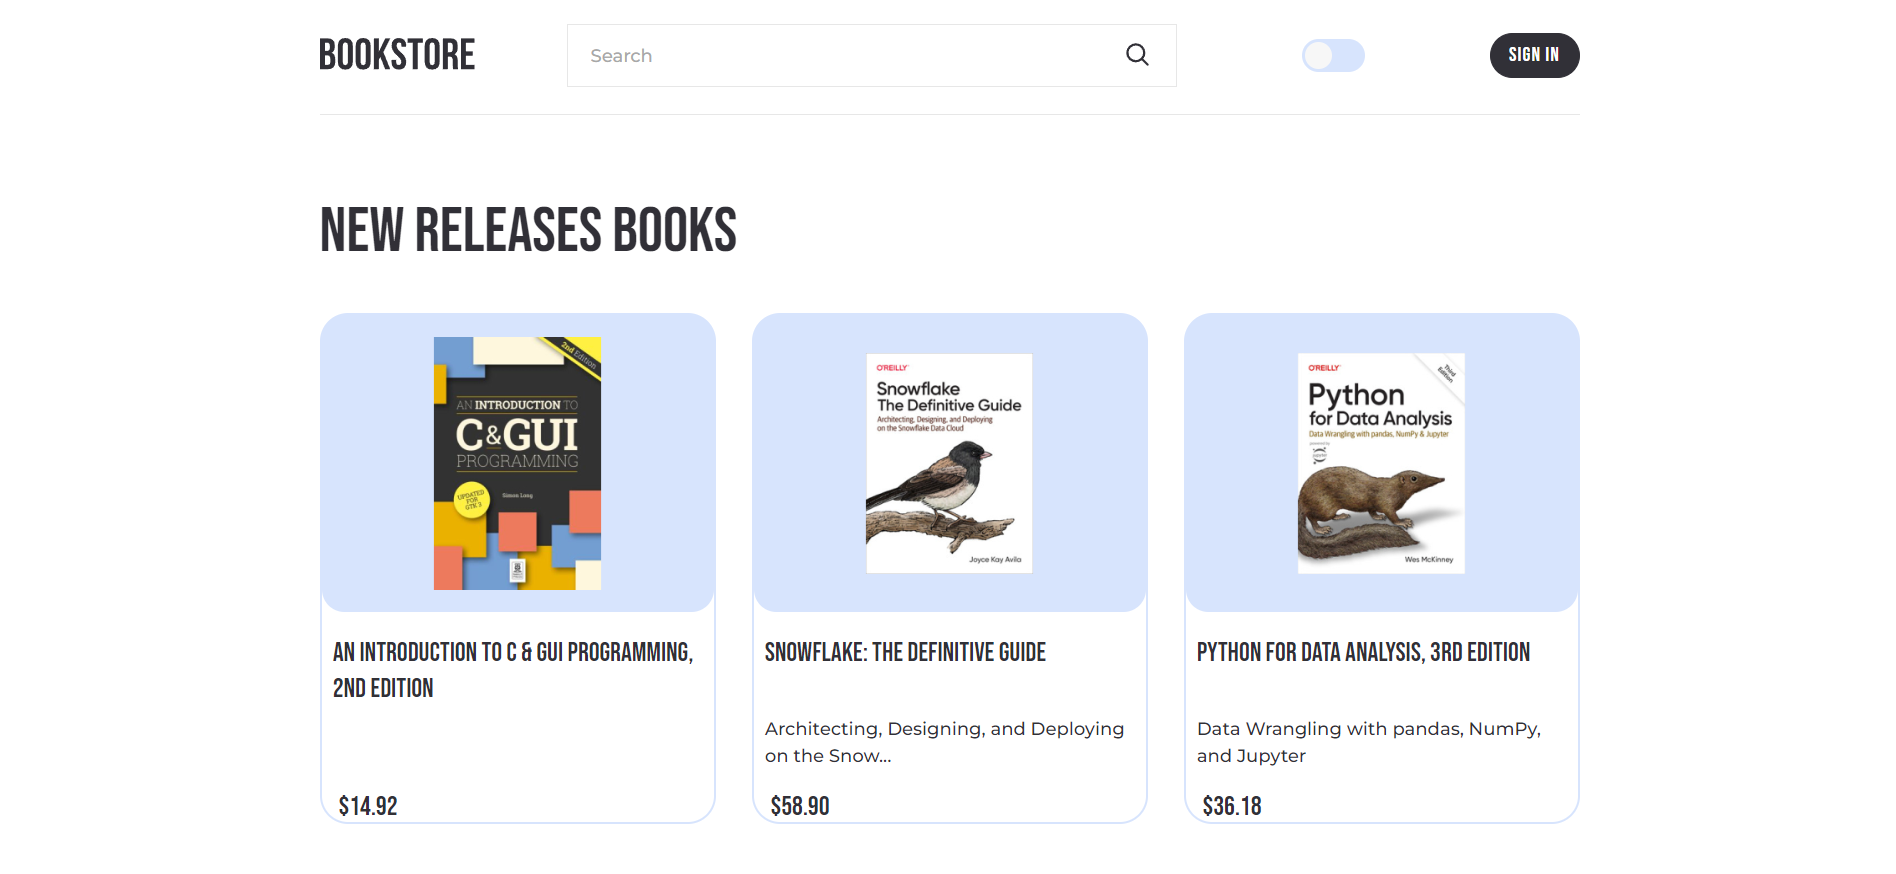 BOOKSTORE
Search
SIGN IN
NEW RELEASES BOOKS
2nd Edition
AN INTRODUCTION TO
C & GUI
PROGRAMMING
UPDATED
FOR
GTK 3
Simon Long
AN INTRODUCTION TO C & GUI PROGRAMMING,
2ND EDITION
$14.92
O'REILLY
Snowflake
The Definitive Guide
Architecting, Designing, and Deploying
on the Snowflake Data Cloud
Joyce Kay Avila
SNOWFLAKE: THE DEFINITIVE GUIDE
Architecting, Designing, and Deploying
on the Snow...
$58.90
O'REILLY
Third
Edition
Python
for Data Analysis
Data Wrangling with pandas, NumPy & Jupyter
powered by
jupyter
Wes McKinney
PYTHON FOR DATA ANALYSIS, 3RD EDITION
Data Wrangling with pandas, NumPy,
and Jupyter
$36.18